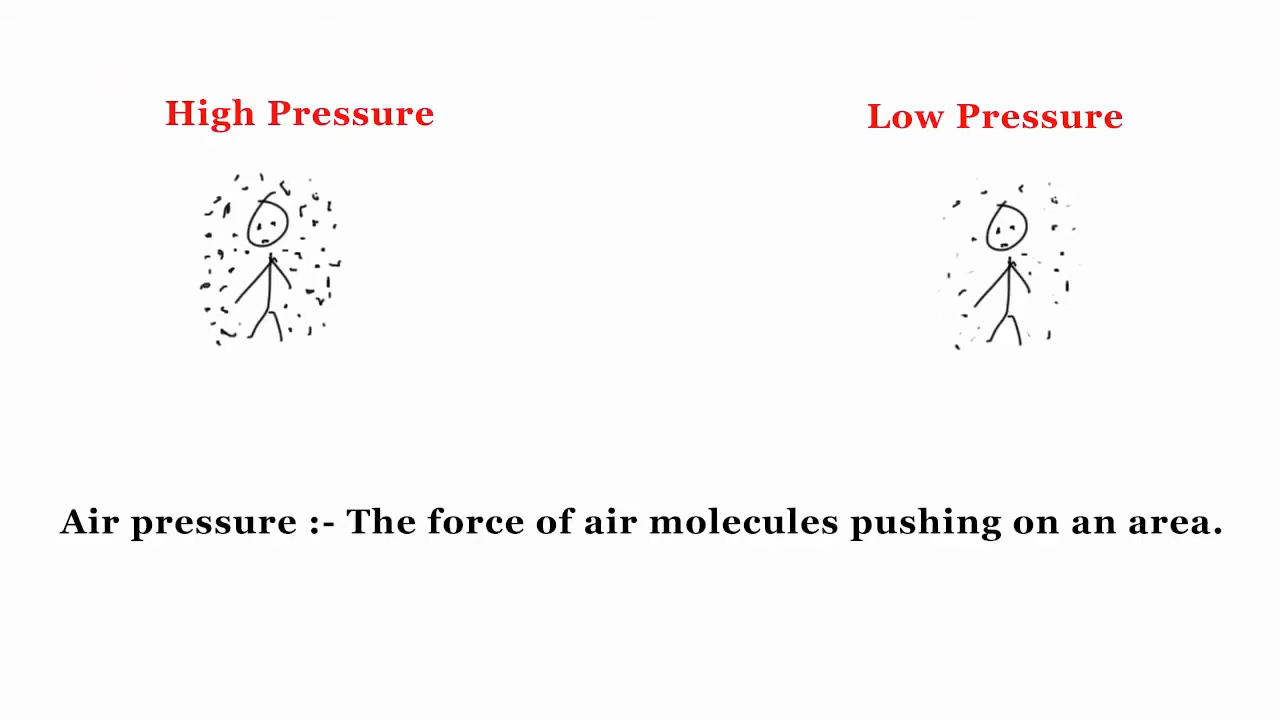 High Pressure
Low Pressure
Air pressure :- The force of air molecules pushing on an area.